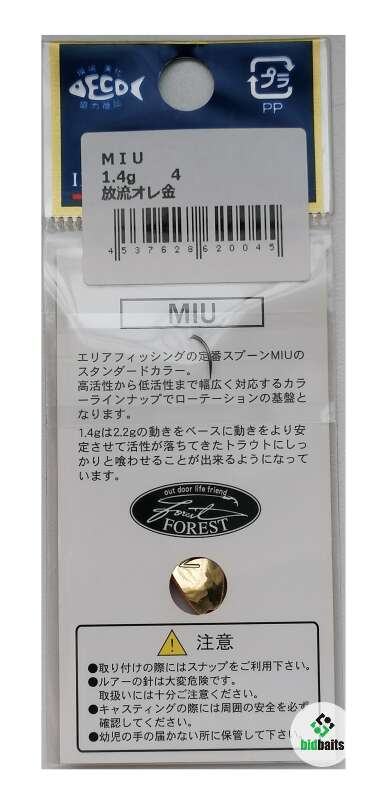 環境美化
ECO
協力商品
プラ
PP
MIU
1.4g 4
放流オレ金
4537628620045
MIU
エリアフィッシングの定番スプーンMIUの
スタンダードカラー。
高活性から低活性まで幅広く対応するカラ
ーラインナップでローテーションの基盤と
なります。
1.4gは2.2gの動きをベースに動きをより安
定させて活性が落ちてきたトラウトにしっ
かりと喰わせることが出来るようになって
います。
out door life friend
Forest
FOREST
注意
●取り付けの際にはスナップをご利用下さい。
●ルアーの針は大変危険です。
取扱いには十分ご注意ください。
●キャスティングの際には周囲の安全を必ず
確認してください。
●幼児の手の届かない所に保管して下さい。
bidbaits